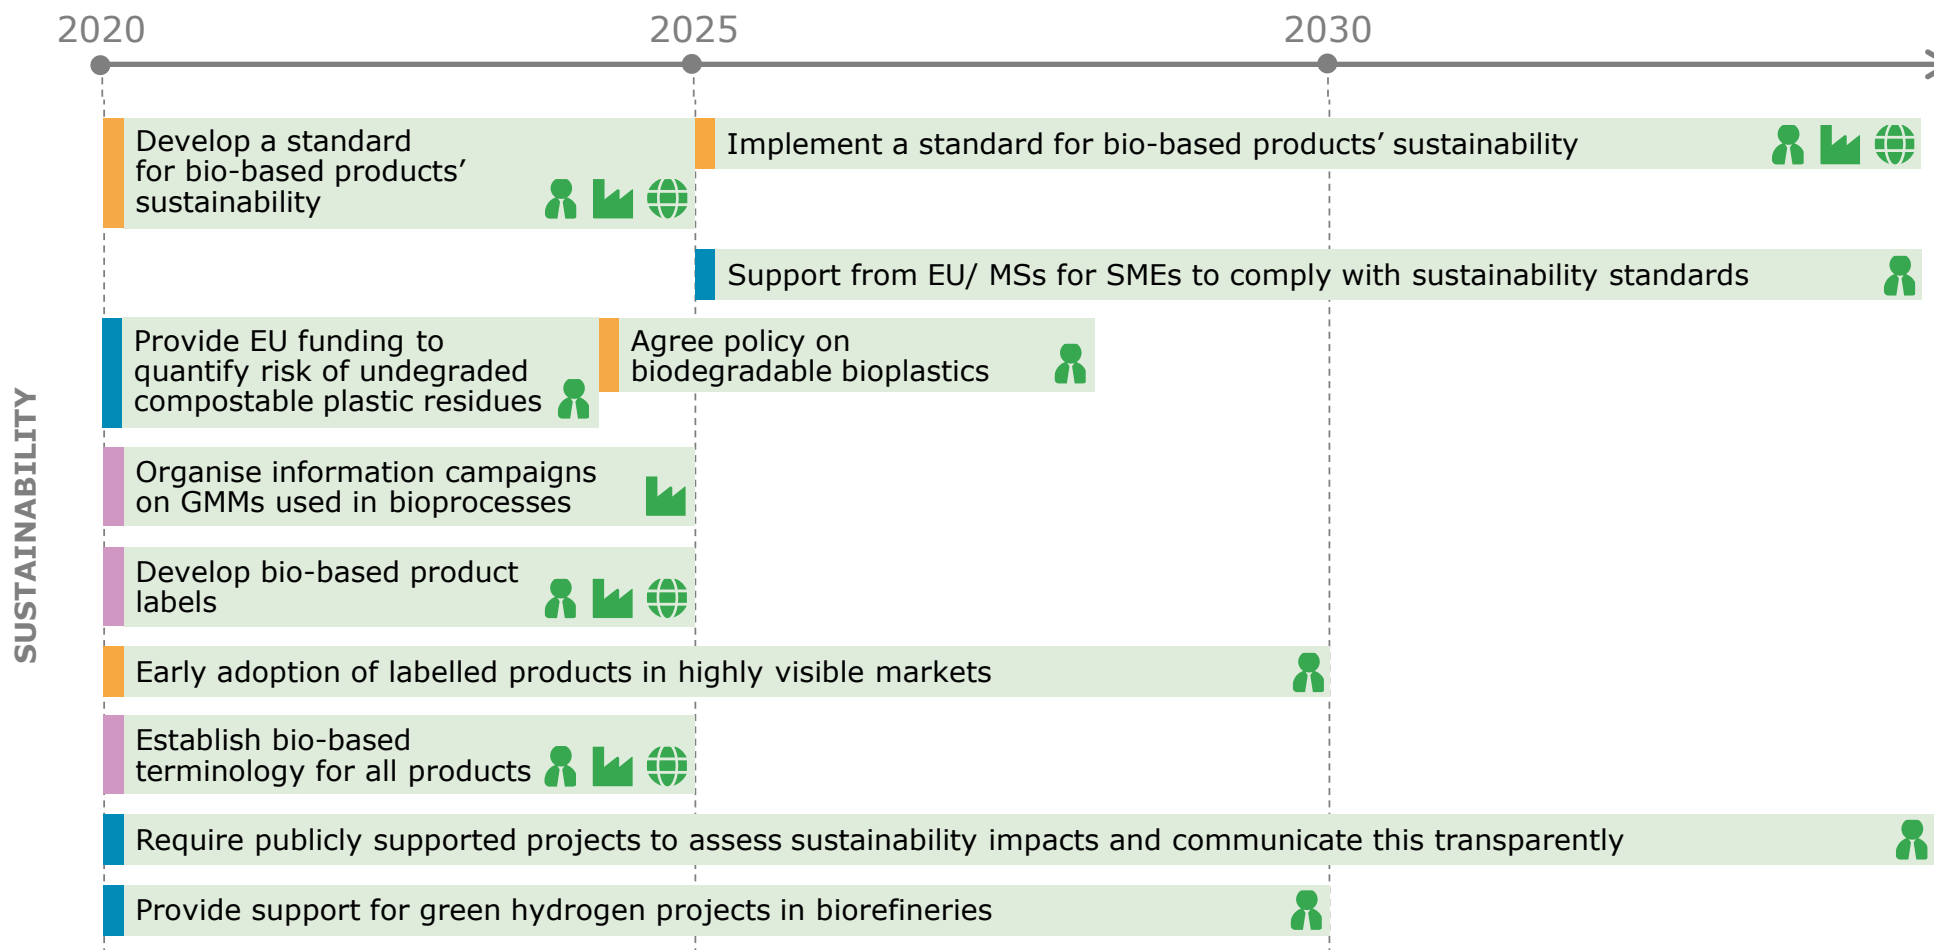 2020
2025
2030
SUSTAINABILITY
Develop a standard
for bio-based products’
sustainability
Implement a standard for bio-based products’ sustainability
Support from EU/ MSs for SMEs to comply with sustainability standards
Provide EU funding to
quantify risk of undegraded
compostable plastic residues
Agree policy on
biodegradable bioplastics
Organise information campaigns
on GMMs used in bioprocesses
Develop bio-based product
labels
Early adoption of labelled products in highly visible markets
Establish bio-based
terminology for all products
Require publicly supported projects to assess sustainability impacts and communicate this transparently
Provide support for green hydrogen projects in biorefineries